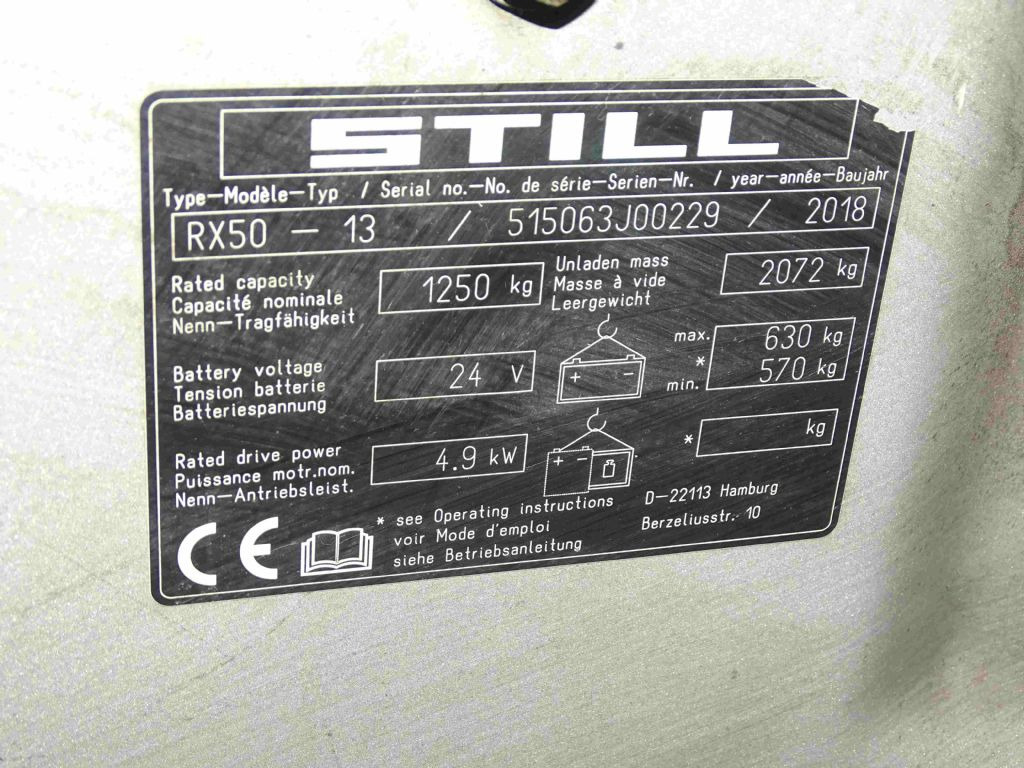 STILL
Type-Modèle-Typ / Serial no.-No. de série-Serien-Nr. / year-année-Baujahr
RX50 - 13 / 515063J00229 / 2018
Rated capacity
Capacité nominale
Nenn-Tragfähigkeit
1250 kg
Unladen mass
Masse à vide
Leergewicht
2072 kg
Battery voltage
Tension batterie
Batteriespannung
24 V
+ -
max. 630 kg
*
min. 570 kg
Rated drive power
Puissance motr.nom.
Nenn-Antriebsleist.
4.9 kW
+ -
* kg
CE
* see Operating instructions
voir Mode d'emploi
siehe Betriebsanleitung
D-22113 Hamburg
Berzeliusstr. 10